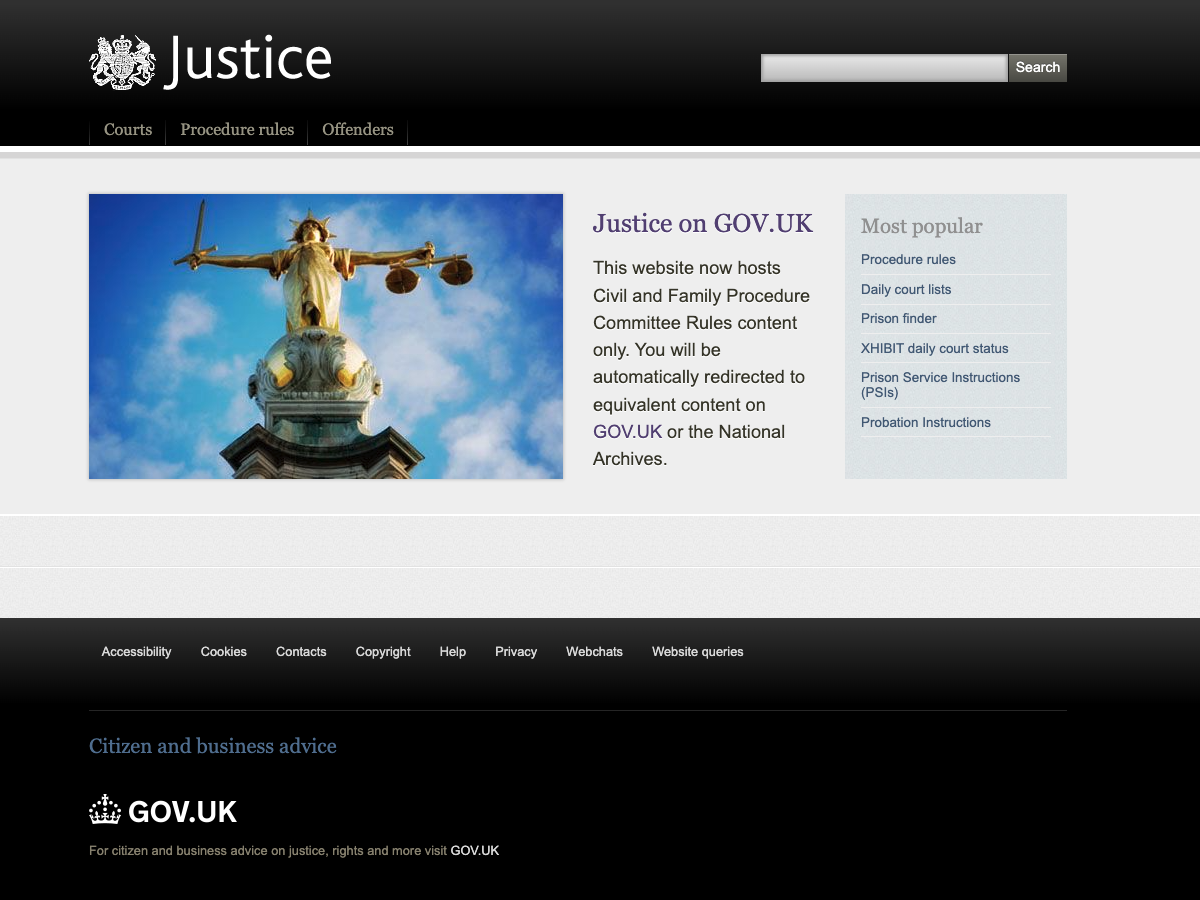 Justice
Search
Courts
Procedure rules
Offenders
Justice on GOV.UK
This website now hosts
Civil and Family Procedure
Committee Rules content
only. You will be
automatically redirected to
equivalent content on
GOV.UK or the National
Archives.
Most popular
Procedure rules
Daily court lists
Prison finder
XHIBIT daily court status
Prison Service Instructions
(PSIs)
Probation Instructions
Accessibility
Cookies
Contacts
Copyright
Help
Privacy
Webchats
Website queries
Citizen and business advice
GOV.UK
For citizen and business advice on justice, rights and more visit GOV.UK